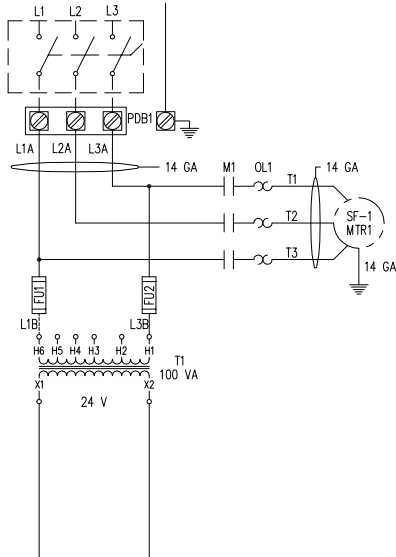 L1 L2 L3
PDB1
L1A L2A L3A
14 GA
M1 OL1
T1
14 GA
T2
SF-1
MTR1
T3
14 GA
FU1 FU2
L1B L3B
H6 H5 H4 H3 H2 H1
T1
100 VA
X1 X2
24 V